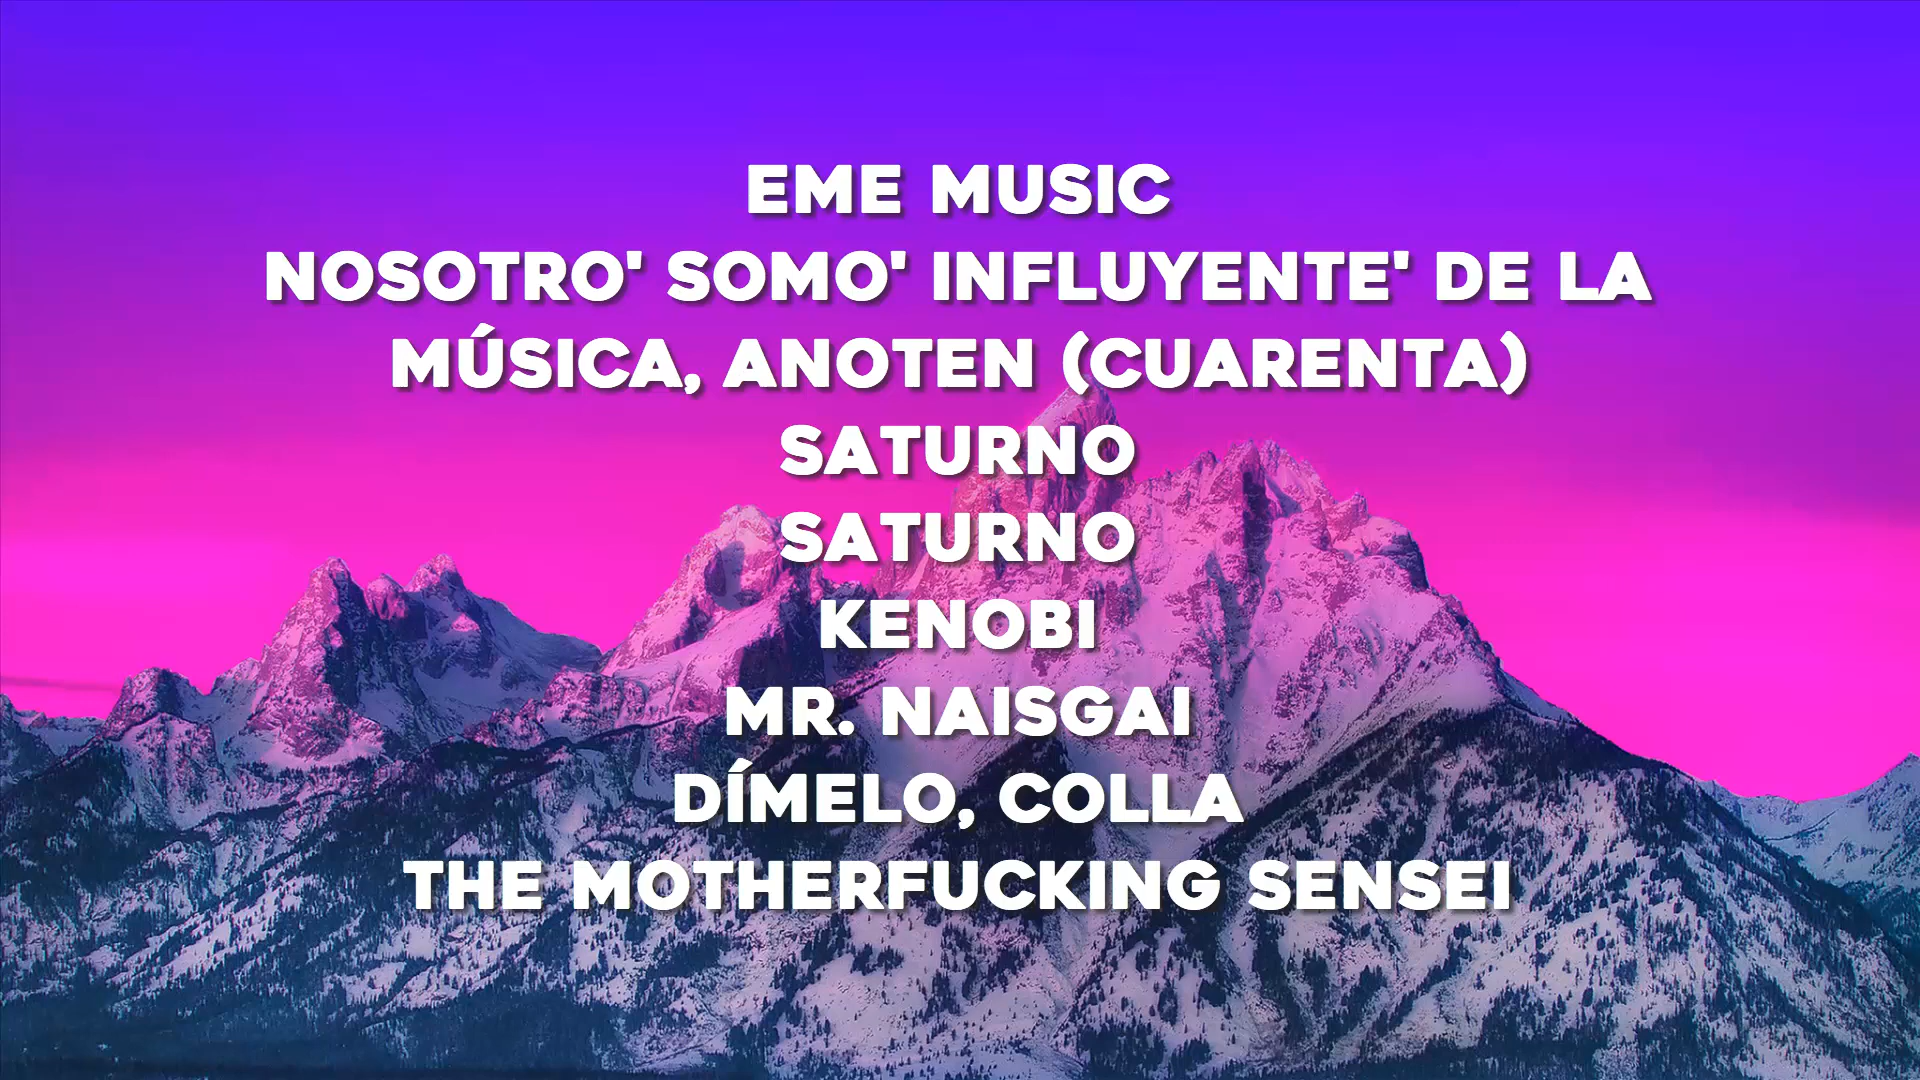 EME MUSIC
NOSOTRO' SOMO' INFLUYENTE' DE LA
MÚSICA, ANOTEN (CUARENTA)
SATURNO
SATURNO
KENOBI
MR. NAISGAI
DÍMELO, COLLA
THE MOTHERFUCKING SENSEI